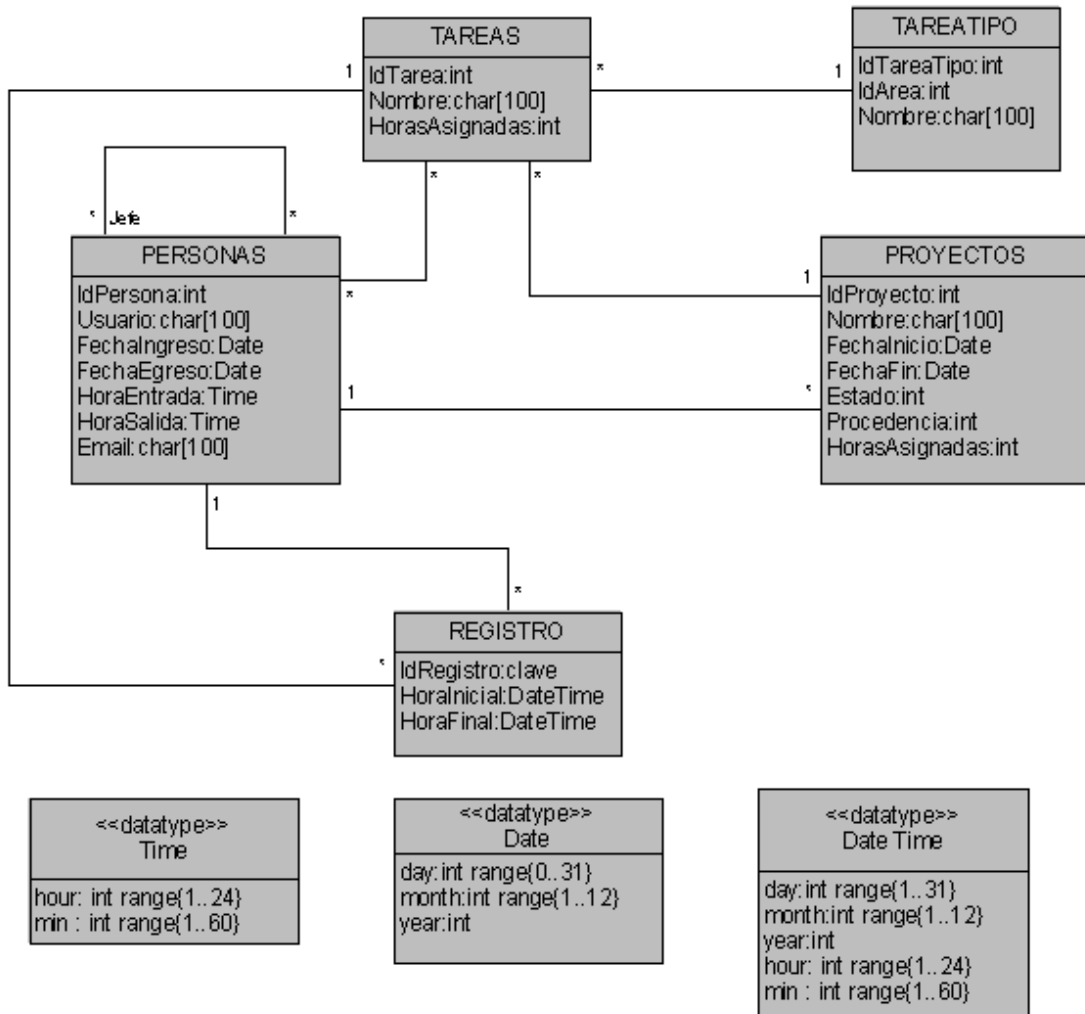 TAREAS
IdTarea:int
Nombre:char[100]
HorasAsignadas:int
TAREATIPO
IdTareaTipo:int
IdArea:int
Nombre:char[100]
1
*
1
*
*
* Jefe
*
PERSONAS
IdPersona:int
Usuario:char[100]
FechaIngreso:Date
FechaEgreso:Date
HoraEntrada:Time
HoraSalida:Time
Email:char[100]
*
1
1
PROYECTOS
IdProyecto:int
Nombre:char[100]
FechaInicio:Date
FechaFin:Date
Estado:int
Procedencia:int
HorasAsignadas:int
1
*
*
*
REGISTRO
IdRegistro:clave
HoraInicial:DateTime
HoraFinal:DateTime
<<datatype>>
Time
hour: int range{1..24}
min : int range{1..60}
<<datatype>>
Date
day:int range{0..31}
month:int range{1..12}
year:int
<<datatype>>
Date Time
day:int range{1..31}
month:int range{1..12}
year:int
hour: int range{1..24}
min : int range{1..60}